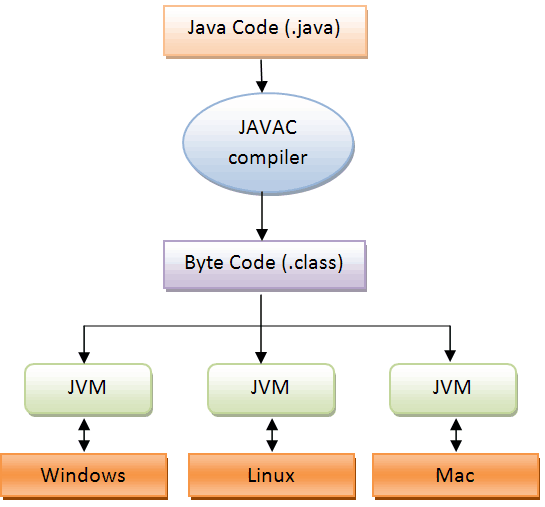 Java Code (.java)
JAVAC
compiler
Byte Code (.class)
JVM
JVM
JVM
Windows
Linux
Mac